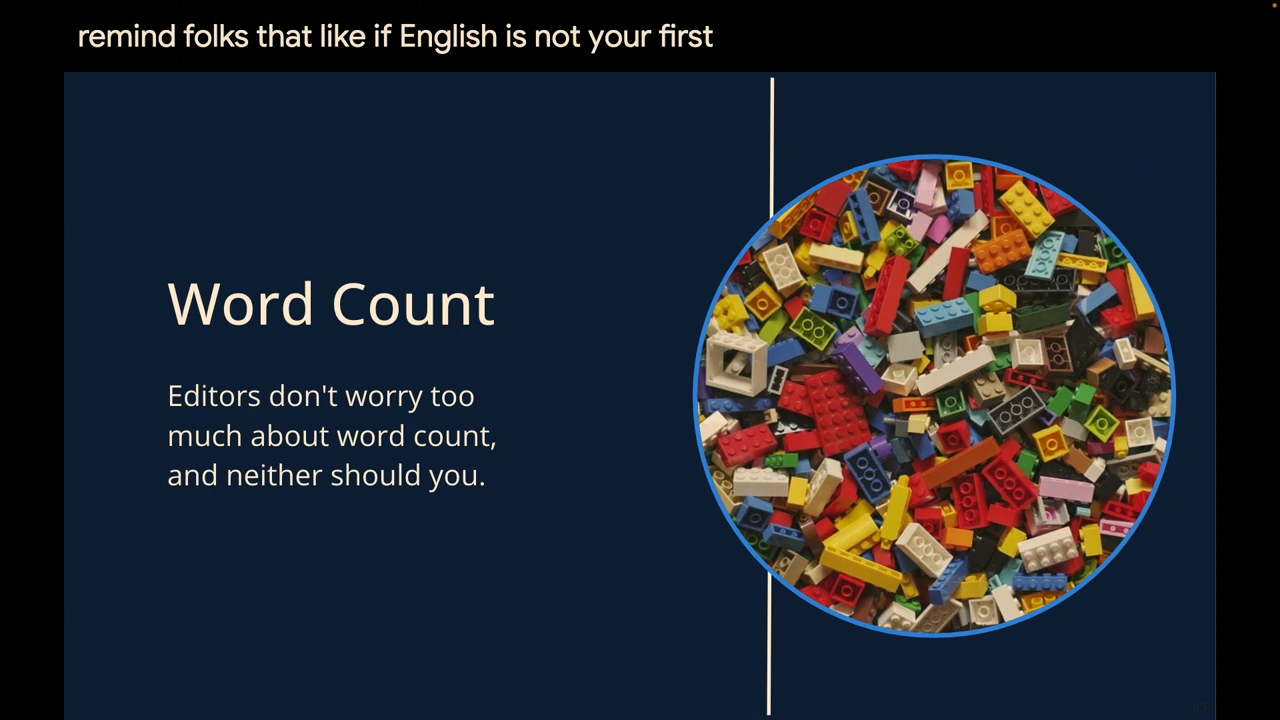 remind folks that like if English is not your first
Word Count
Editors don't worry too
much about word count,
and neither should you.
63